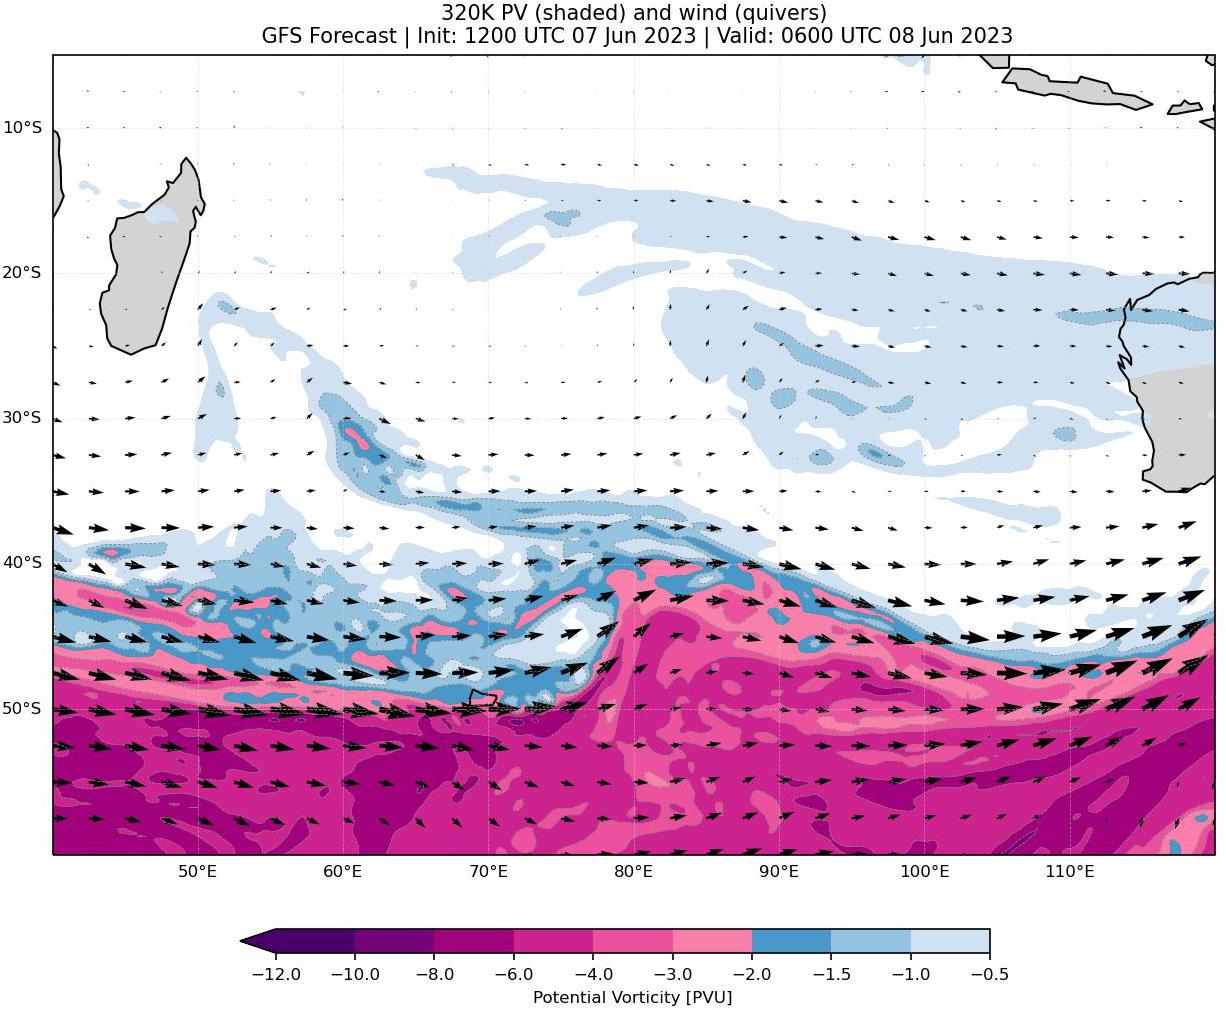 320K PV (shaded) and wind (quivers)
GFS Forecast | Init: 1200 UTC 07 Jun 2023 | Valid: 0600 UTC 08 Jun 2023
10°S
20°S
30°S
40°S
50°S
50°E 60°E 70°E 80°E 90°E 100°E 110°E
−12.0 −10.0 −8.0 −6.0 −4.0 −3.0 −2.0 −1.5 −1.0 −0.5
Potential Vorticity [PVU]